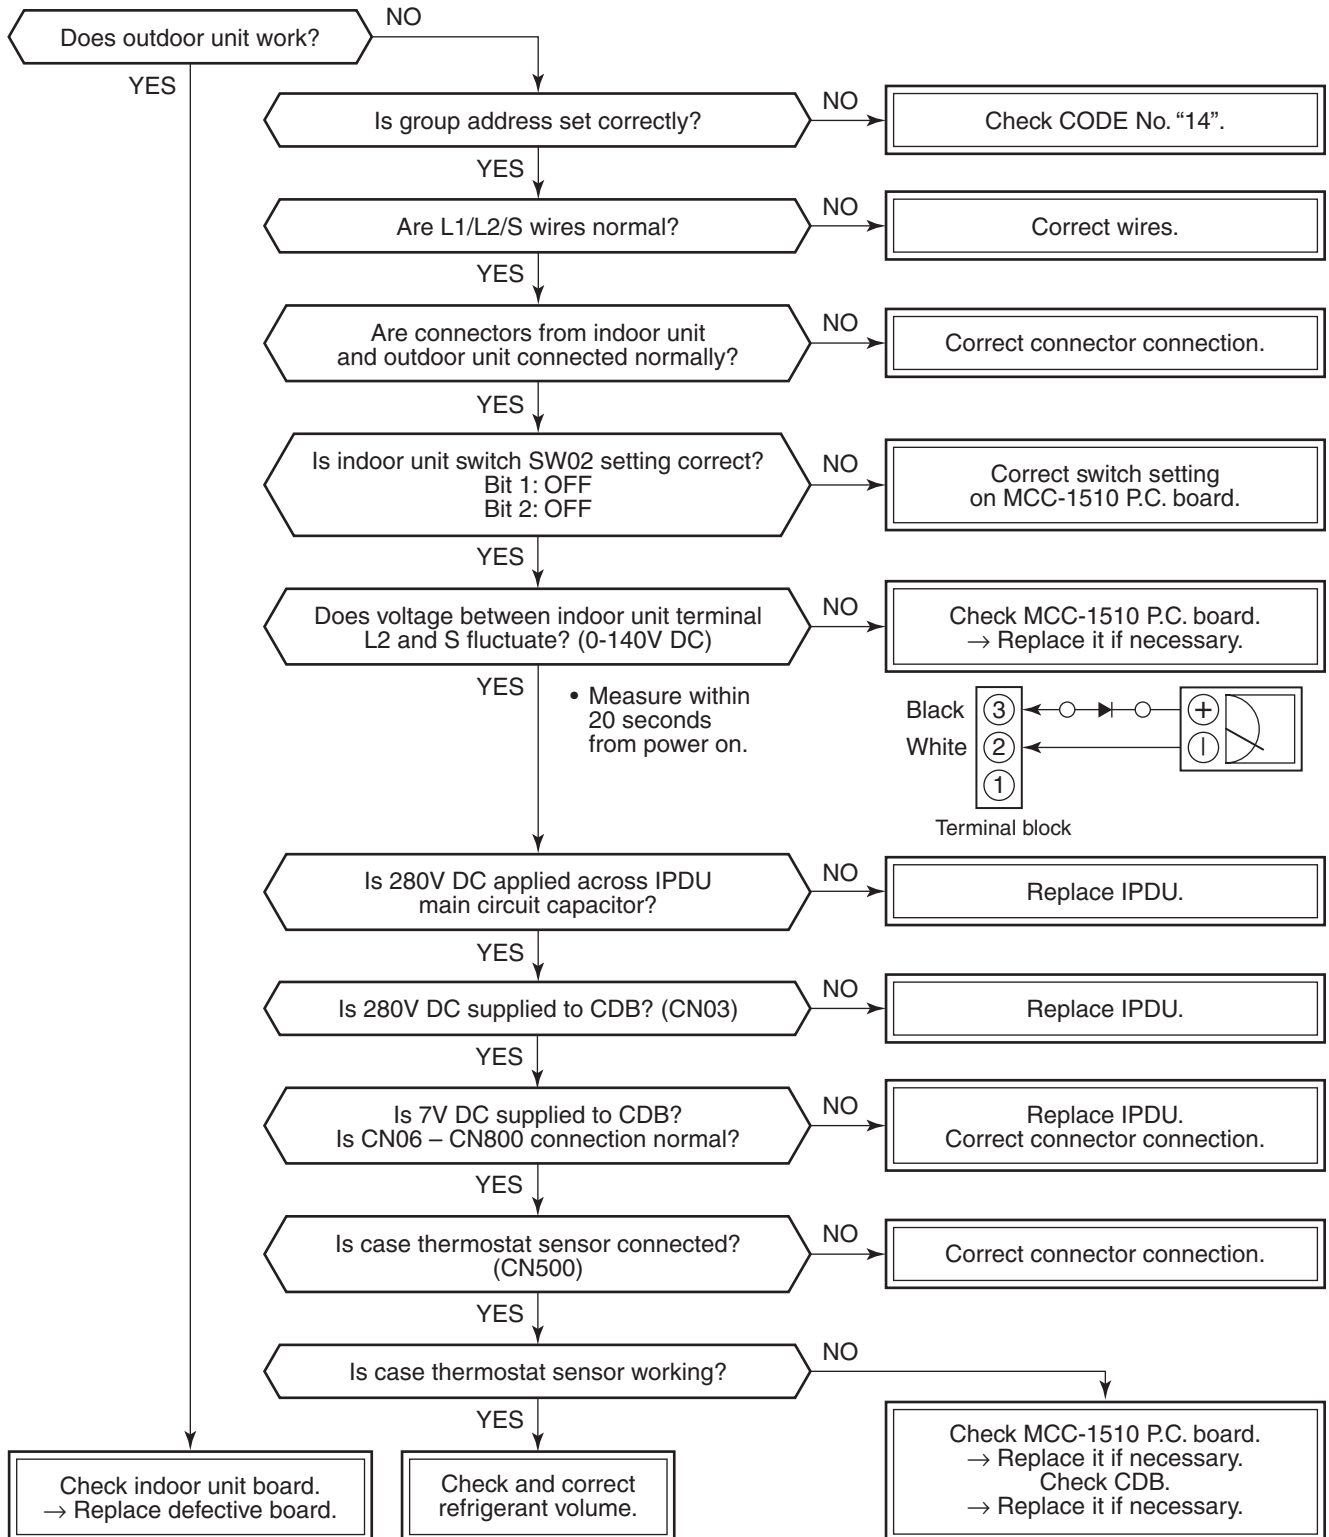 Does outdoor unit work?
NO
YES
Is group address set correctly?
NO
Check CODE No. “14”.
YES
Are L1/L2/S wires normal?
NO
Correct wires.
YES
Are connectors from indoor unit
and outdoor unit connected normally?
NO
Correct connector connection.
YES
Is indoor unit switch SW02 setting correct?
Bit 1: OFF
Bit 2: OFF
NO
Correct switch setting
on MCC-1510 P.C. board.
YES
Does voltage between indoor unit terminal
L2 and S fluctuate? (0-140V DC)
NO
Check MCC-1510 P.C. board.
→ Replace it if necessary.
YES
• Measure within
20 seconds
from power on.
Black
3
+
White
2
−
1
Terminal block
Is 280V DC applied across IPDU
main circuit capacitor?
NO
Replace IPDU.
YES
Is 280V DC supplied to CDB? (CN03)
NO
Replace IPDU.
YES
Is 7V DC supplied to CDB?
Is CN06 – CN800 connection normal?
NO
Replace IPDU.
Correct connector connection.
YES
Is case thermostat sensor connected?
(CN500)
NO
Correct connector connection.
YES
Is case thermostat sensor working?
NO
YES
Check indoor unit board.
→ Replace defective board.
Check and correct
refrigerant volume.
Check MCC-1510 P.C. board.
→ Replace it if necessary.
Check CDB.
→ Replace it if necessary.